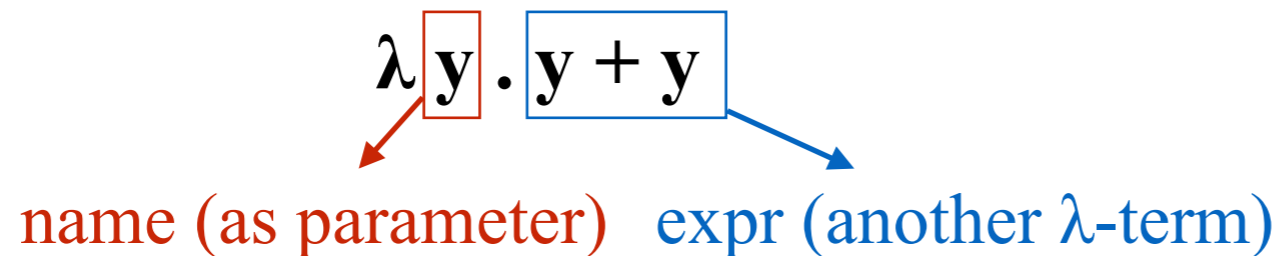 λ y . y + y
name (as parameter) expr (another λ-term)